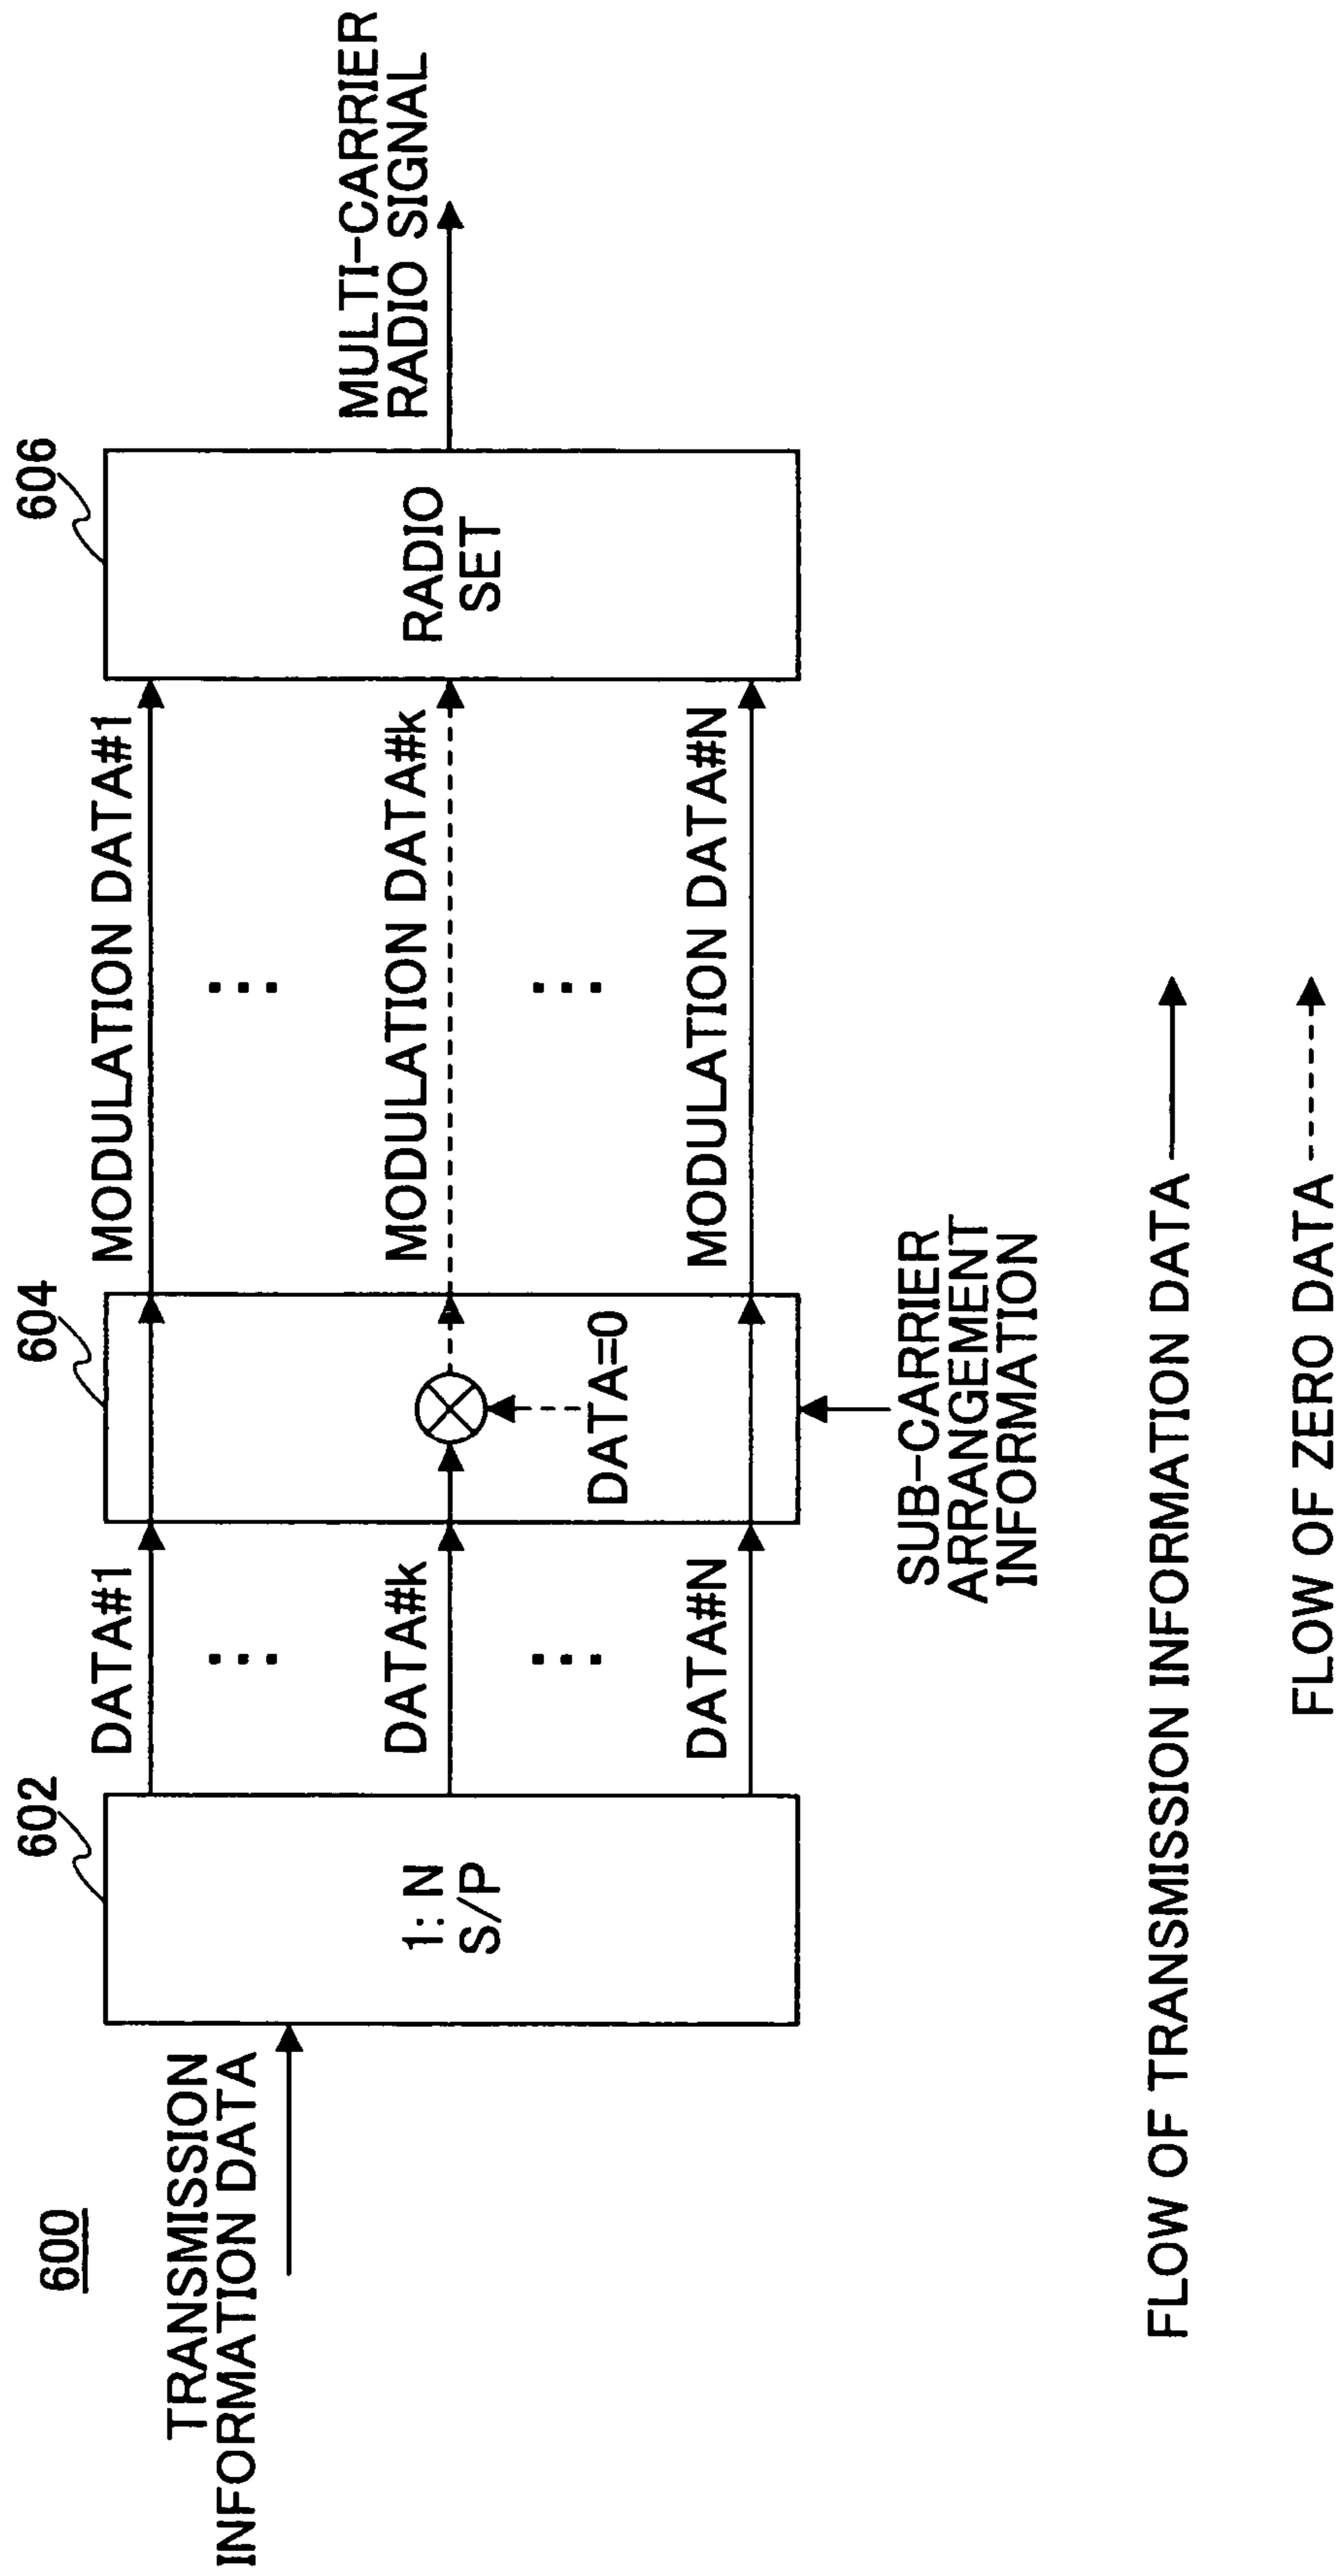 600
TRANSMISSION
INFORMATION DATA
602
1: N
S/P
DATA#1
...
DATA#k
...
DATA#N
604
DATA=0
SUB-CARRIER
ARRANGEMENT
INFORMATION
MODULATION DATA#1
...
MODULATION DATA#k
...
MODULATION DATA#N
606
RADIO
SET
MULTI-CARRIER
RADIO SIGNAL
FLOW OF TRANSMISSION INFORMATION DATA
FLOW OF ZERO DATA